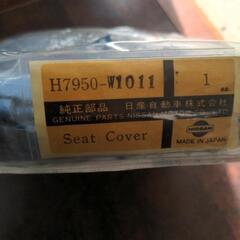 H7950-W1011 1
純正部品 日産自動車株式会社
GENUINE PARTS NISSAN
Seat Cover
NISSAN
MADE IN JAPAN